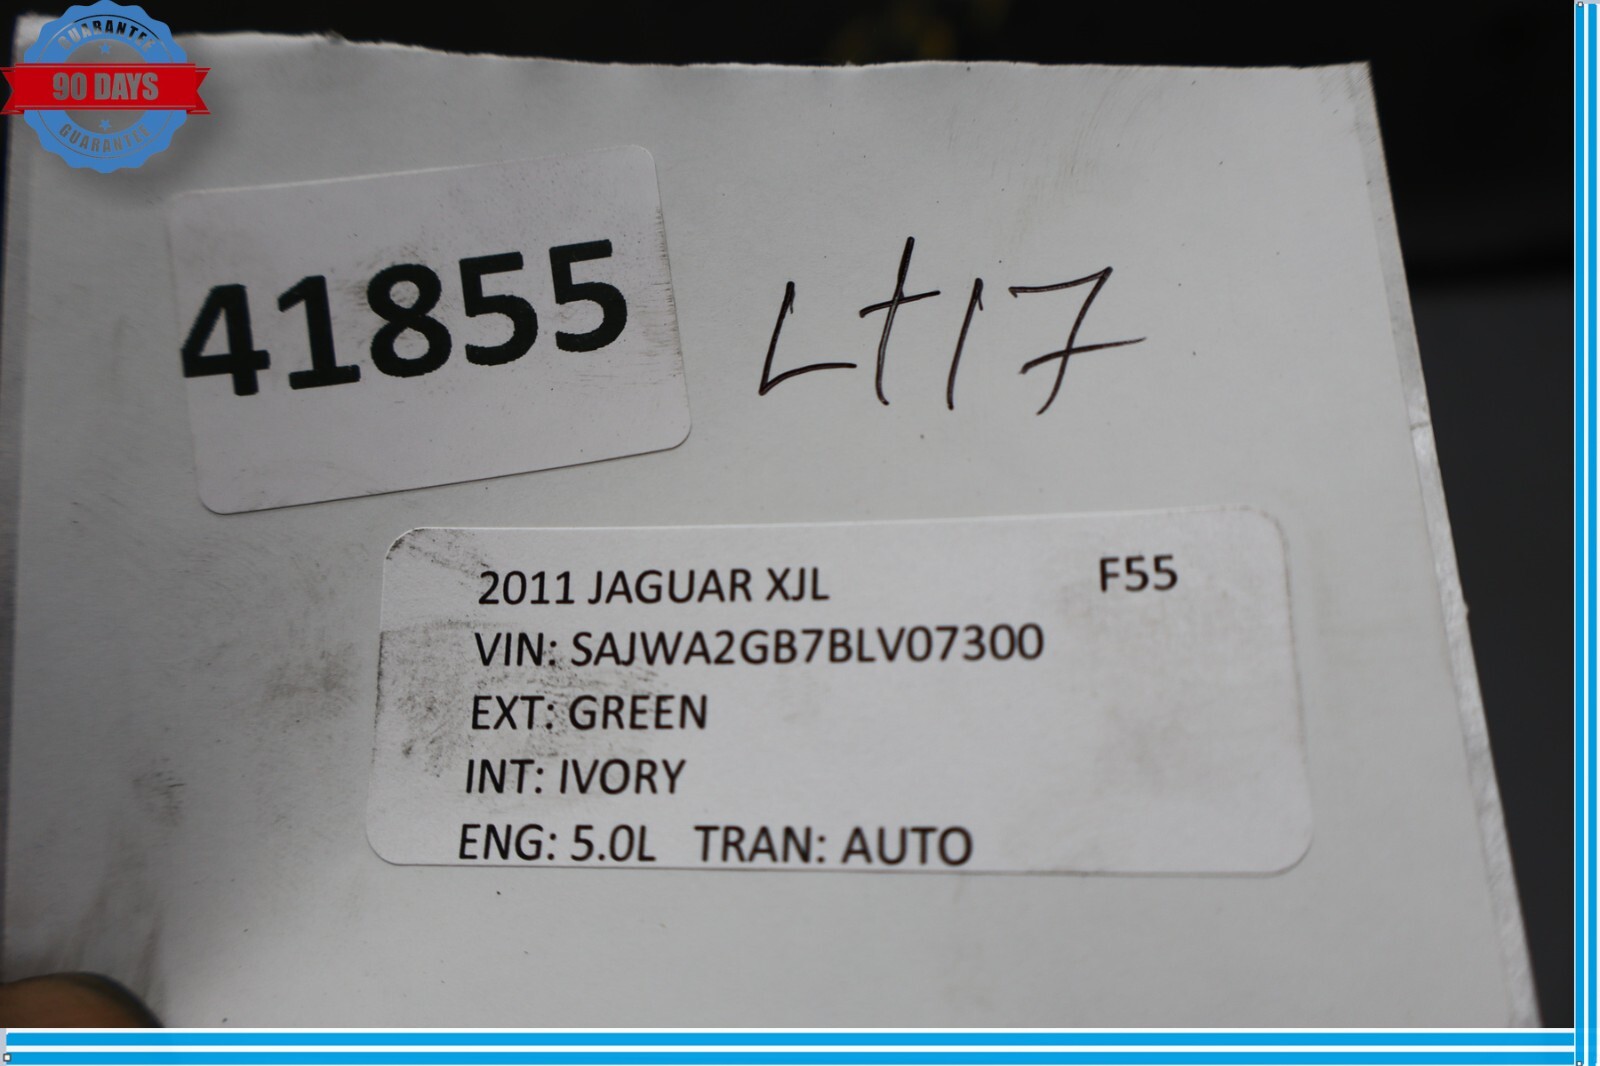 GUARANTEE
90 DAYS
GUARANTEE
41855
Lt17
2011 JAGUAR XJL F55
VIN: SAJWA2GB7BLV07300
EXT: GREEN
INT: IVORY
ENG: 5.0L TRAN: AUTO